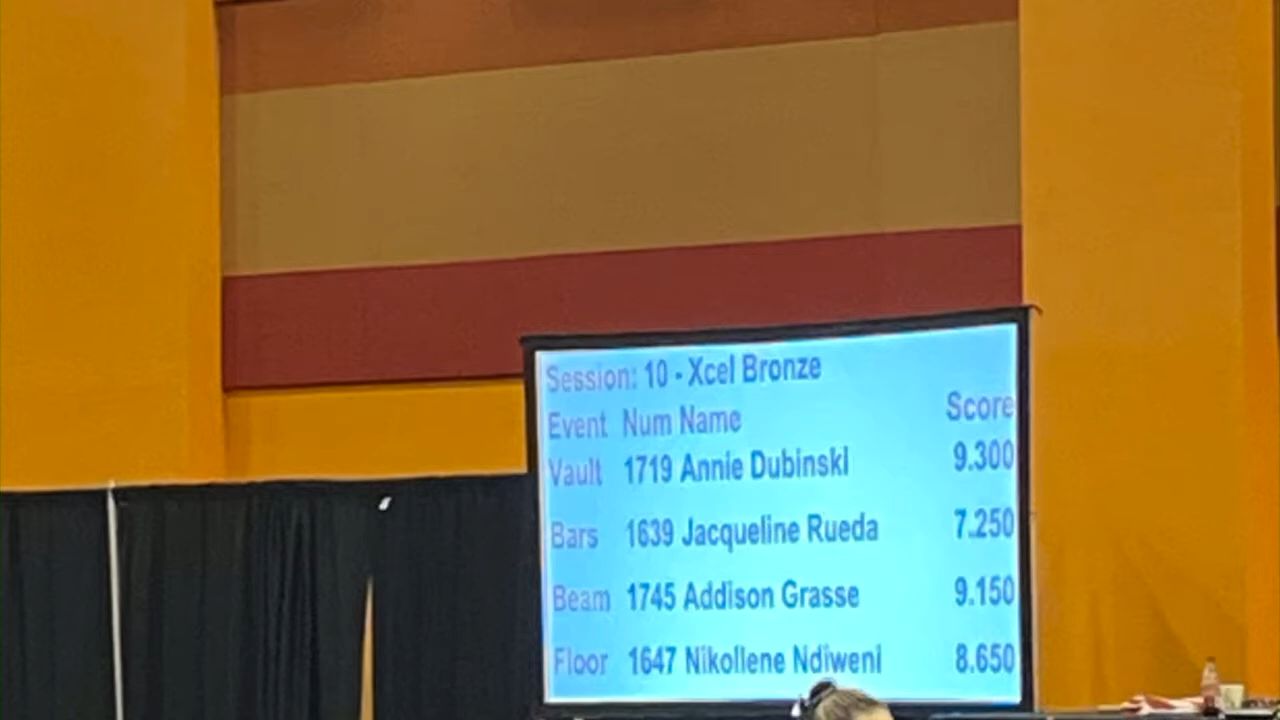 Session: 10 - Xcel Bronze
Event Num Name Score
Vault 1719 Annie Dubinski 9.300
Bars 1639 Jacqueline Rueda 7.250
Beam 1745 Addison Grasse 9.150
Floor 1647 Nikollene Ndiweni 8.650